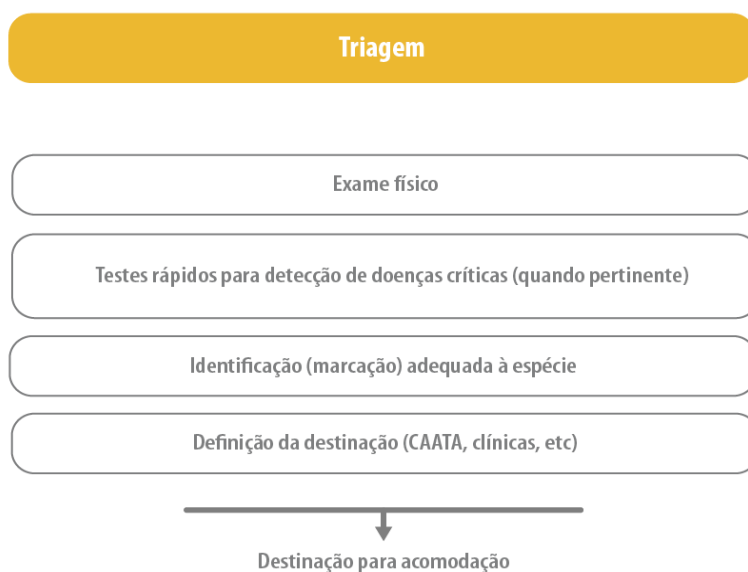 Triagem
Exame físico
Testes rápidos para detecção de doenças críticas (quando pertinente)
Identificação (marcação) adequada à espécie
Definição da destinação (CAATA, clínicas, etc)
Destinação para acomodação